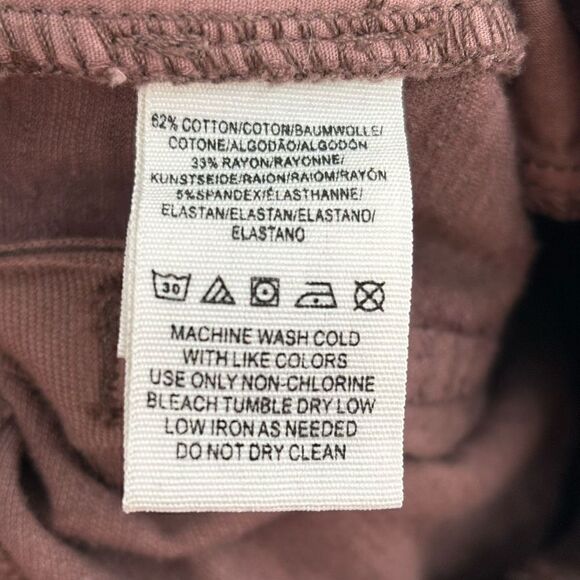 62% COTTON/COTON/BAUMWOLLE/
COTONE/ALGODÃO/ALGODÓN
33% RAYON/RAYONNE/
KUNSTSEIDE/RAION/RAIOM/RAYÓN
5%SPANDEX/ÉLASTHANNE/
ELASTAN/ELASTAN/ELASTANO/
ELASTANO
30
MACHINE WASH COLD
WITH LIKE COLORS
USE ONLY NON-CHLORINE
BLEACH TUMBLE DRY LOW
LOW IRON AS NEEDED
DO NOT DRY CLEAN